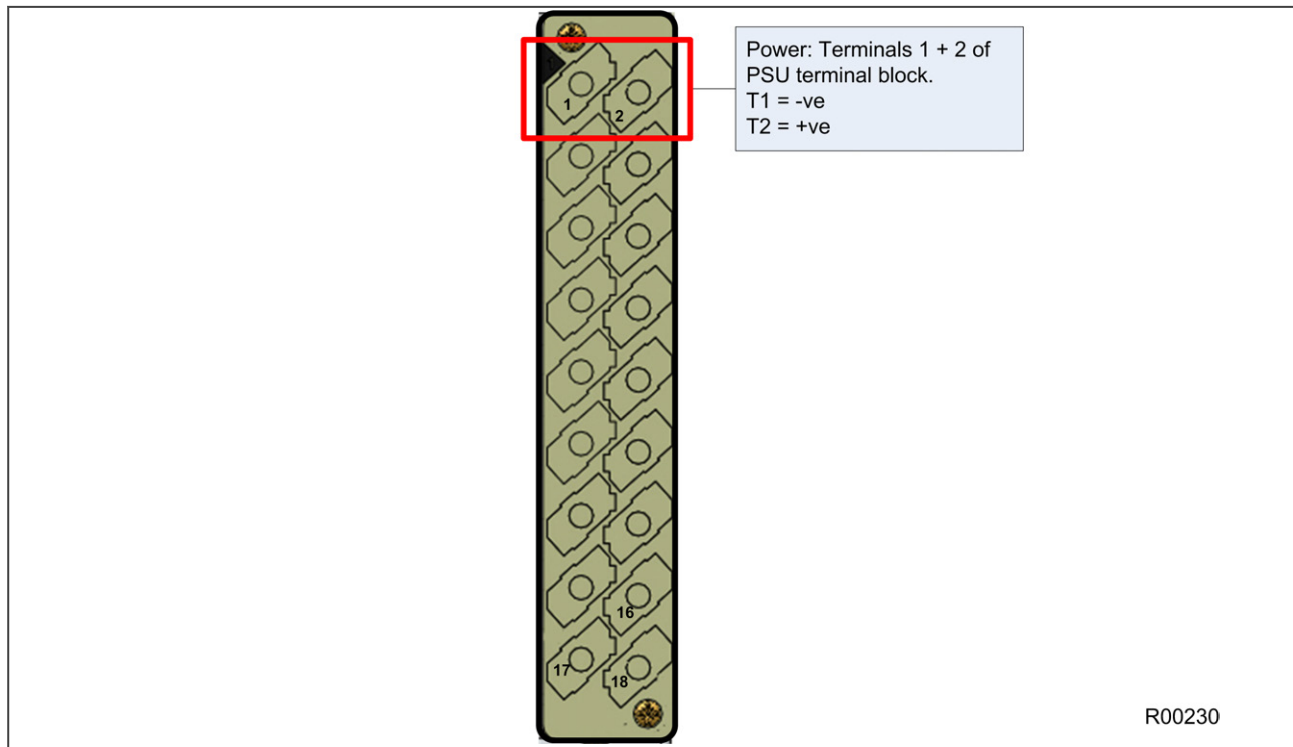 1
2
Power: Terminals 1 + 2 of
PSU terminal block.
T1 = -ve
T2 = +ve
16
17
18
R00230